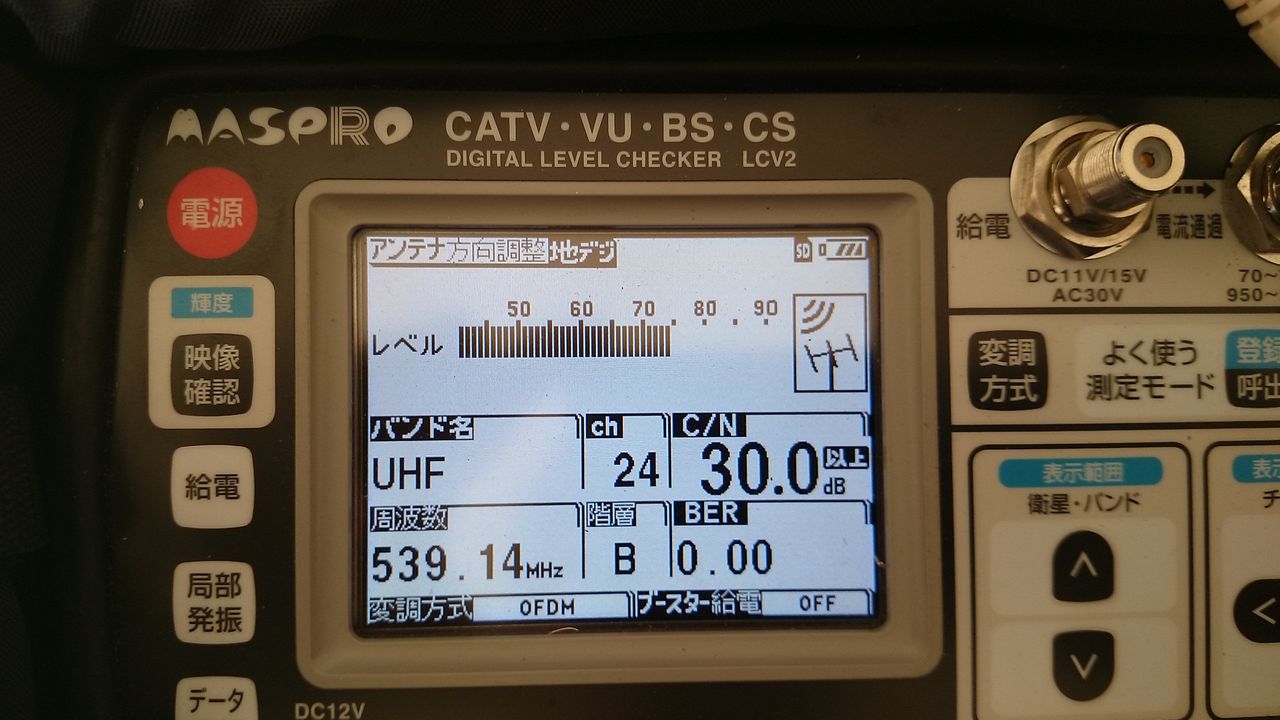 MASPRO CATV・VU・BS・CS
DIGITAL LEVEL CHECKER LCV2
電源
輝度
映像
確認
給電
局部
発振
データ
DC12V
アンテナ方向調整 地デジ SD
50 60 70 80 90
レベル
バンド名 ch C/N
UHF 24 30.0 以上 dB
周波数 階層 BER
539.14MHz B 0.00
変調方式 OFDM ブースター給電 OFF
給電 電流通過
DC11V/15V 70~
AC30V 950~
変調
方式
よく使う
測定モード
登録
呼出
表示範囲
衛星・バンド